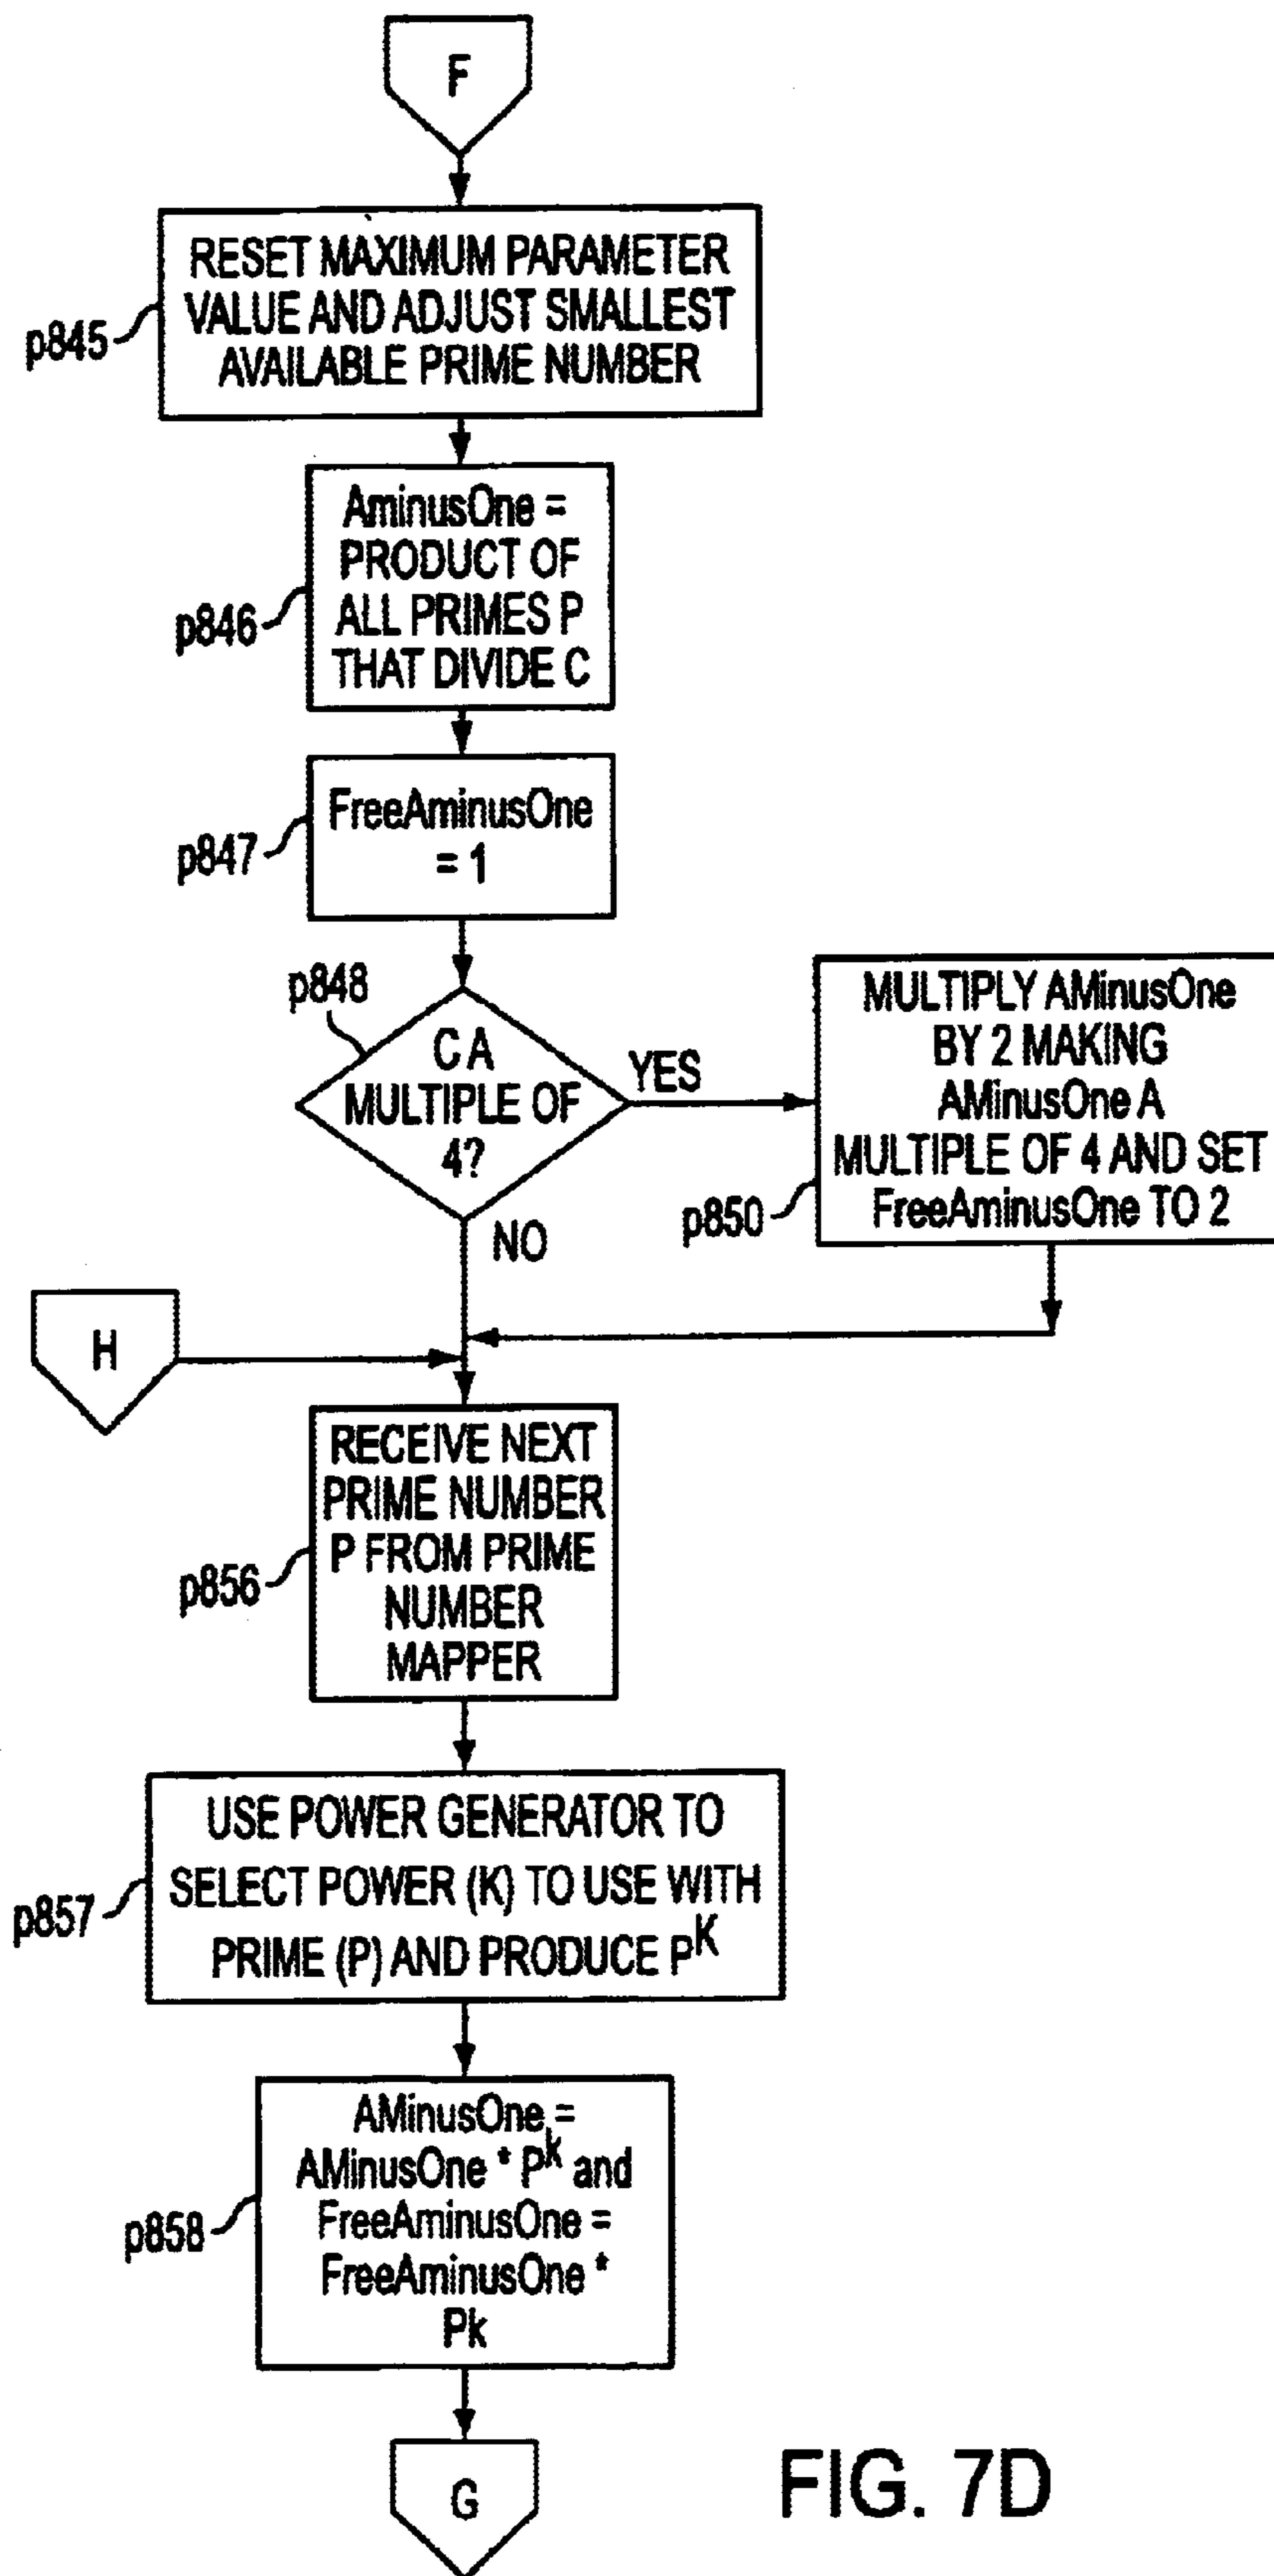 F
RESET MAXIMUM PARAMETER
VALUE AND ADJUST SMALLEST
AVAILABLE PRIME NUMBER
p845
AminusOne =
PRODUCT OF
ALL PRIMES P
THAT DIVIDE C
p846
FreeAminusOne
= 1
p847
p848
C A
MULTIPLE OF
4?
YES
NO
MULTIPLY AMinusOne
BY 2 MAKING
AMinusOne A
MULTIPLE OF 4 AND SET
FreeAminusOne TO 2
p850
H
RECEIVE NEXT
PRIME NUMBER
P FROM PRIME
NUMBER
MAPPER
p856
USE POWER GENERATOR TO
SELECT POWER (K) TO USE WITH
PRIME (P) AND PRODUCE P^K
p857
AMinusOne =
AMinusOne * P^k and
FreeAminusOne =
FreeAminusOne *
Pk
p858
G
FIG. 7D